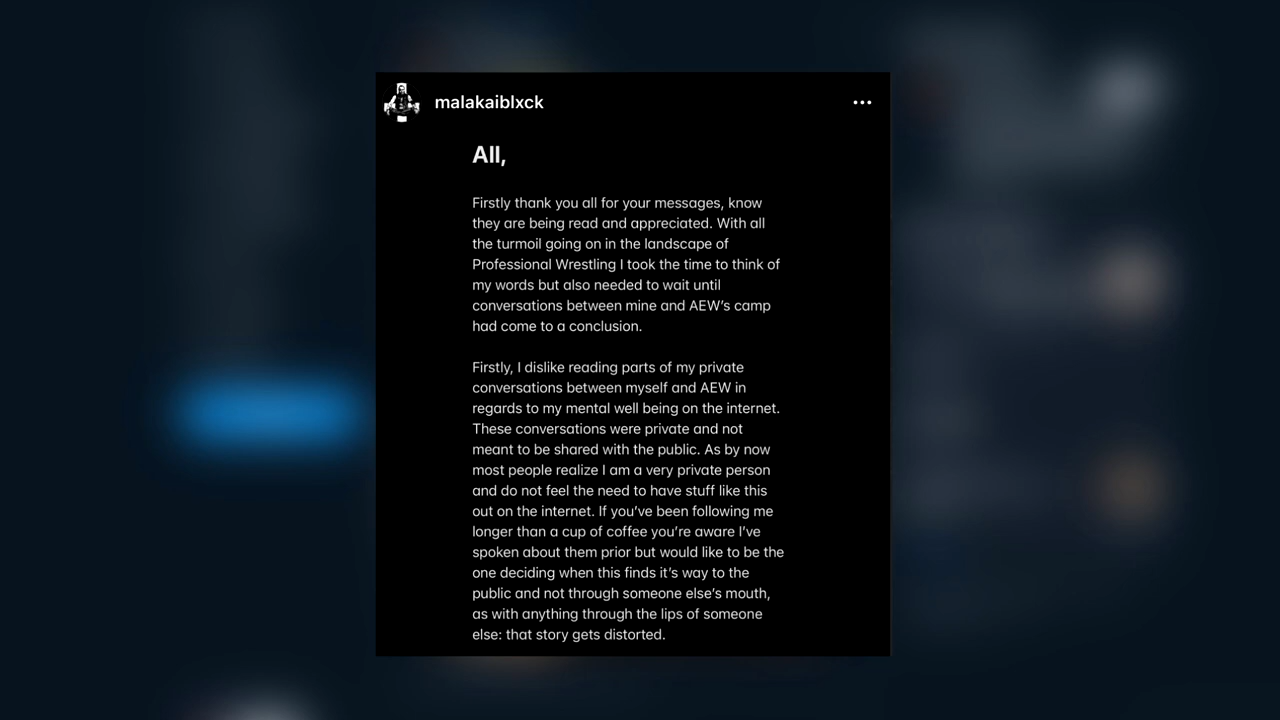 malakaiblxck
All,
Firstly thank you all for your messages, know
they are being read and appreciated. With all
the turmoil going on in the landscape of
Professional Wrestling I took the time to think of
my words but also needed to wait until
conversations between mine and AEW's camp
had come to a conclusion.
Firstly, I dislike reading parts of my private
conversations between myself and AEW in
regards to my mental well being on the internet.
These conversations were private and not
meant to be shared with the public. As by now
most people realize I am a very private person
and do not feel the need to have stuff like this
out on the internet. If you've been following me
longer than a cup of coffee you're aware I've
spoken about them prior but would like to be the
one deciding when this finds it's way to the
public and not through someone else's mouth,
as with anything through the lips of someone
else: that story gets distorted.